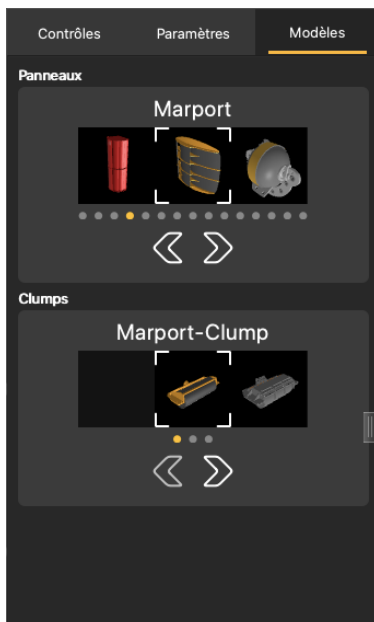 Contrôles Paramètres Modèles
Panneaux
Marport
Clumps
Marport-Clump